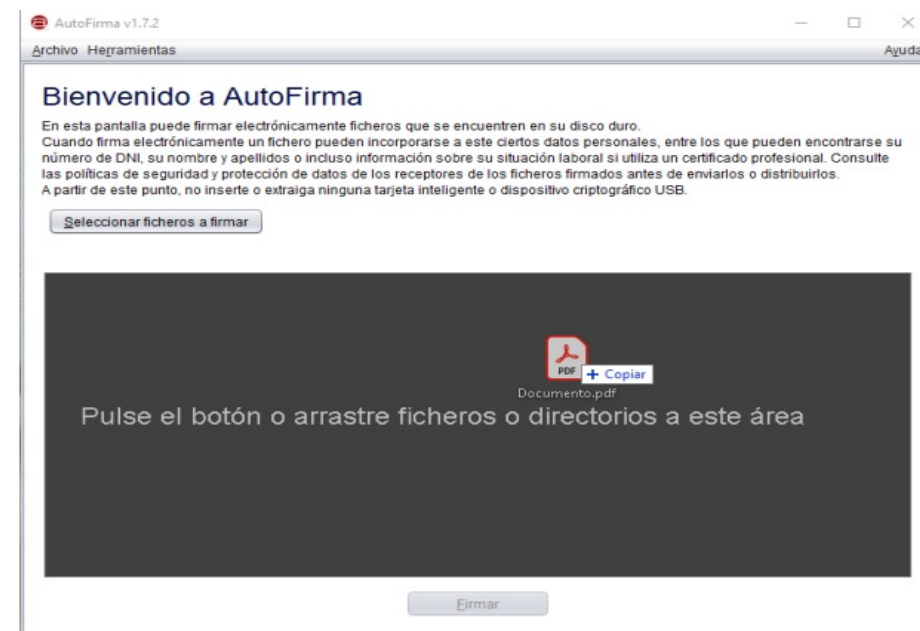 AutoFirma v1.7.2
Archivo Herramientas Ayuda
Bienvenido a AutoFirma
En esta pantalla puede firmar electrónicamente ficheros que se encuentren en su disco duro.
Cuando firma electrónicamente un fichero pueden incorporarse a este ciertos datos personales, entre los que pueden encontrarse su
número de DNI, su nombre y apellidos o incluso información sobre su situación laboral si utiliza un certificado profesional. Consulte
las políticas de seguridad y protección de datos de los receptores de los ficheros firmados antes de enviarlos o distribuirlos.
A partir de este punto, no inserte o extraiga ninguna tarjeta inteligente o dispositivo criptográfico USB.
Seleccionar ficheros a firmar
PDF
+ Copiar
Documento.pdf
Pulse el botón o arrastre ficheros o directorios a este área
Firmar